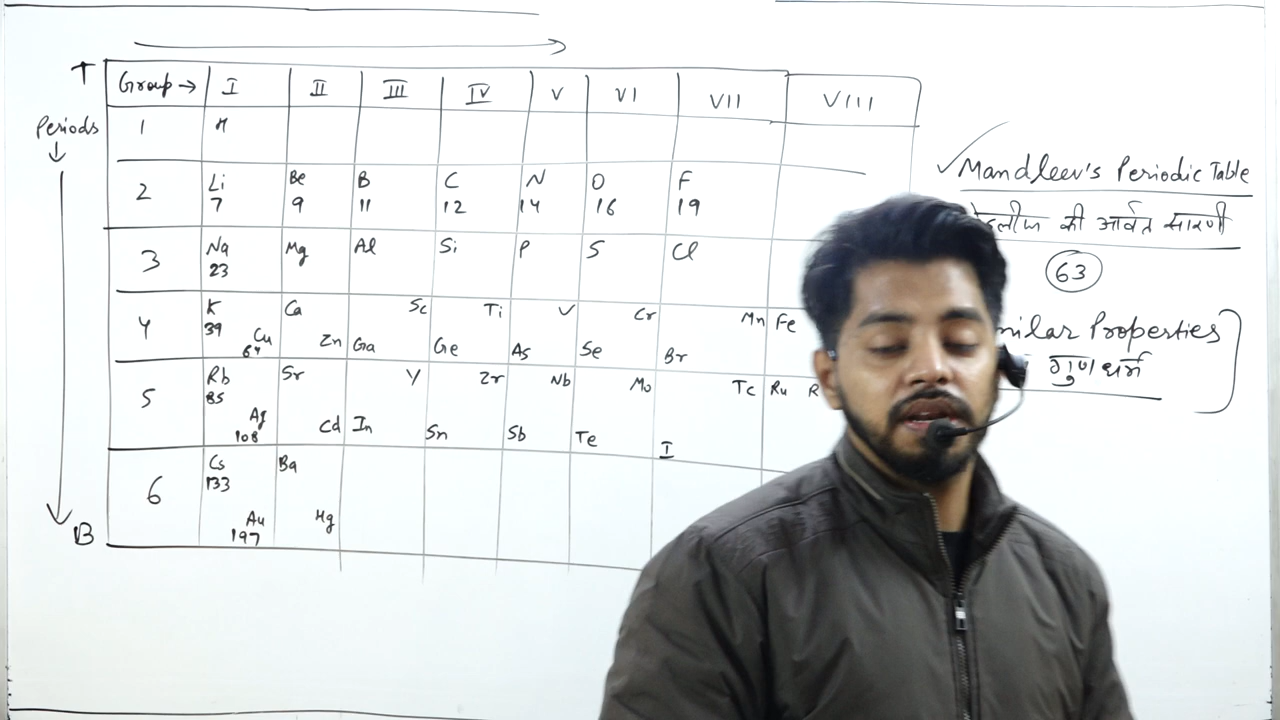 T Group → I II III IV V VI VII VIII
Periods ↓
1 H
2 Li Be B C N O F
7 9 11 12 14 16 19
3 Na Mg Al Si P S Cl
23
4 K Ca Sc Ti V Cr Mn Fe
39
Cu Zn Ga Ge As Se Br
64
5 Rb Sr Y Zr Nb Mo Tc Ru R
85
Ag Cd In Sn Sb Te I
108
6 Cs Ba
133
Au Hg
197
B
Mandleev's Periodic Table
की आर्वत सारणी
63
Properties
गुणधर्म